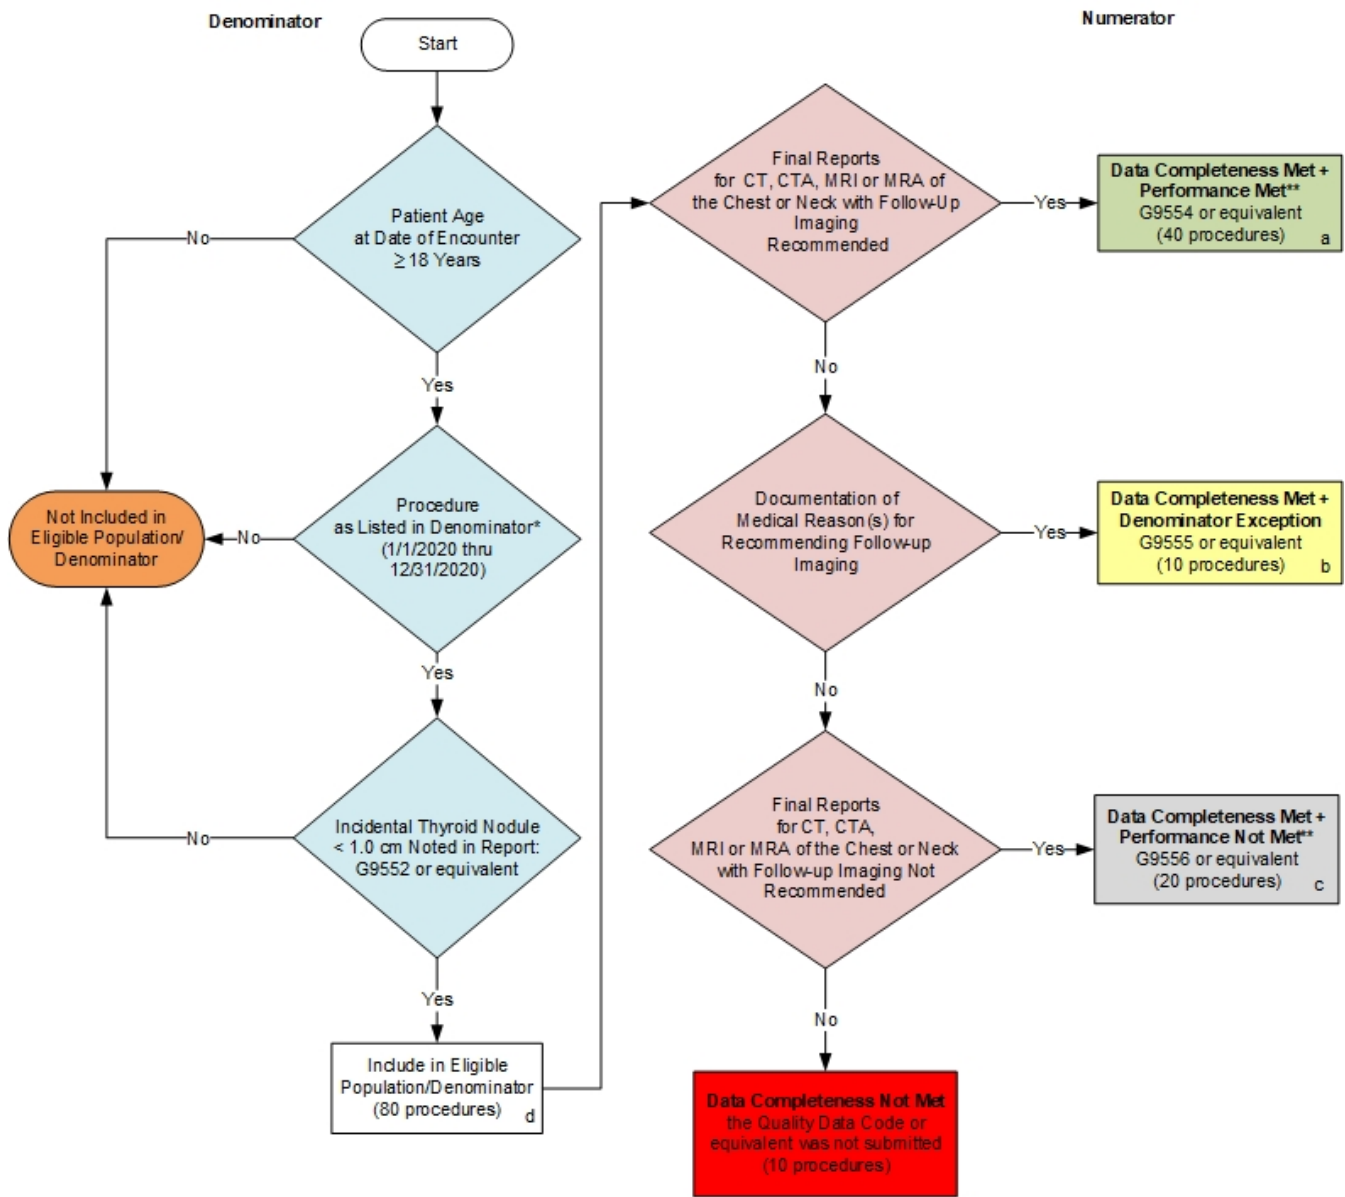 Denominator
Numerator
Start
Patient Age
at Date of Encounter
≥ 18 Years
No
Yes
Procedure
as Listed in Denominator*
(1/1/2020 thru
12/31/2020)
No
Not Included in
Eligible Population/
Denominator
Yes
Incidental Thyroid Nodule
< 1.0 cm Noted in Report:
G9552 or equivalent
No
Yes
Include in Eligible
Population/Denominator
(80 procedures)
d
Final Reports
for CT, CTA, MRI or MRA of
the Chest or Neck with Follow-Up
Imaging
Recommended
Yes
Data Completeness Met +
Performance Met**
G9554 or equivalent
(40 procedures)
a
No
Documentation of
Medical Reason(s) for
Recommending Follow-up
Imaging
Yes
Data Completeness Met +
Denominator Exception
G9555 or equivalent
(10 procedures)
b
No
Final Reports
for CT, CTA,
MRI or MRA of the Chest or Neck
with Follow-up Imaging Not
Recommended
Yes
Data Completeness Met +
Performance Not Met**
G9556 or equivalent
(20 procedures)
c
No
Data Completeness Not Met
the Quality Data Code or
equivalent was not submitted
(10 procedures)